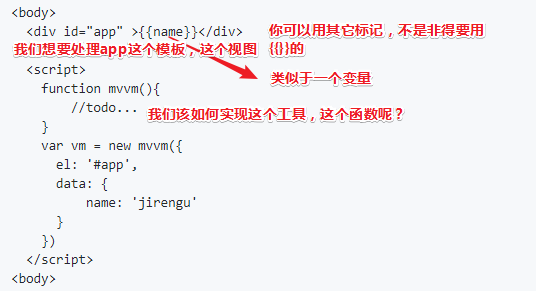 <body>
<div id="app" >{{name}}</div>
你可以用其它标记，不是非得要用
{{}}的
我们想要处理app这个模板，这个视图
<script>
类似于一个变量
function mvvm(){
//todo...
我们该如何实现这个工具，这个函数呢？
}
var vm = new mvvm({
el: '#app',
data: {
name: 'jirengu'
}
})
</script>
<body>